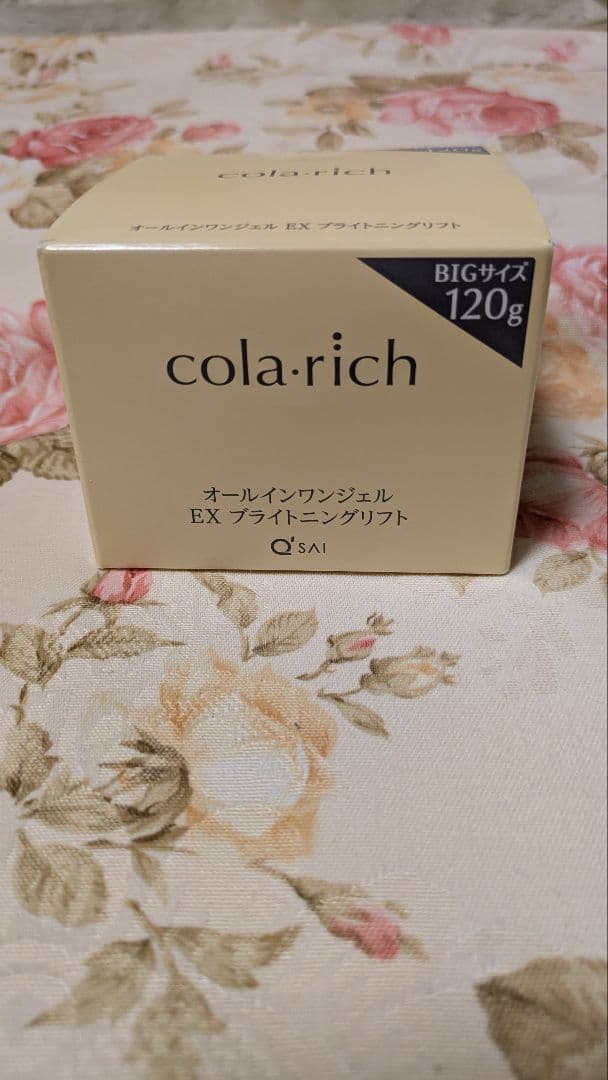 cola·rich
オールインワンジェル EX ブライトニングリフト
BIGサイズ
120g
cola·rich
オールインワンジェル
EX ブライトニングリフト
Q'SAI